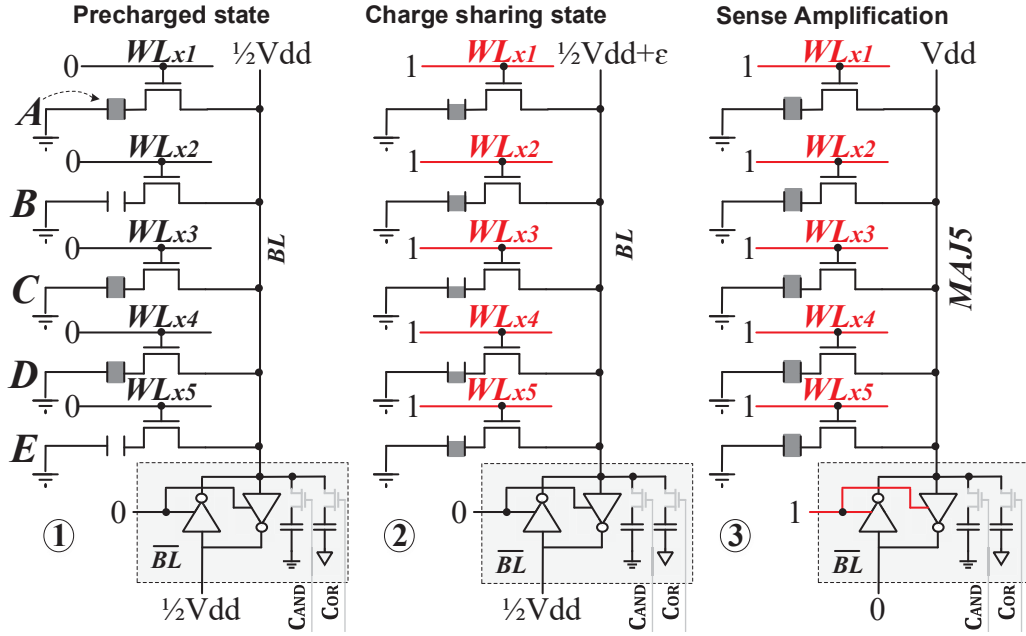 Precharged state
Charge sharing state
Sense Amplification
0 WLx1 ½Vdd
A
0 WLx2
B
0 WLx3
BL
C
0 WLx4
D
0 WLx5
E
0
1
BL
½Vdd
CAND
COR
1 WLx1 ½Vdd+ε
1 WLx2
1 WLx3
BL
1 WLx4
1 WLx5
0
2
BL
½Vdd
CAND
COR
1 WLx1 Vdd
1 WLx2
1 WLx3
MAJ5
1 WLx4
1 WLx5
1
3
BL
0
CAND
COR